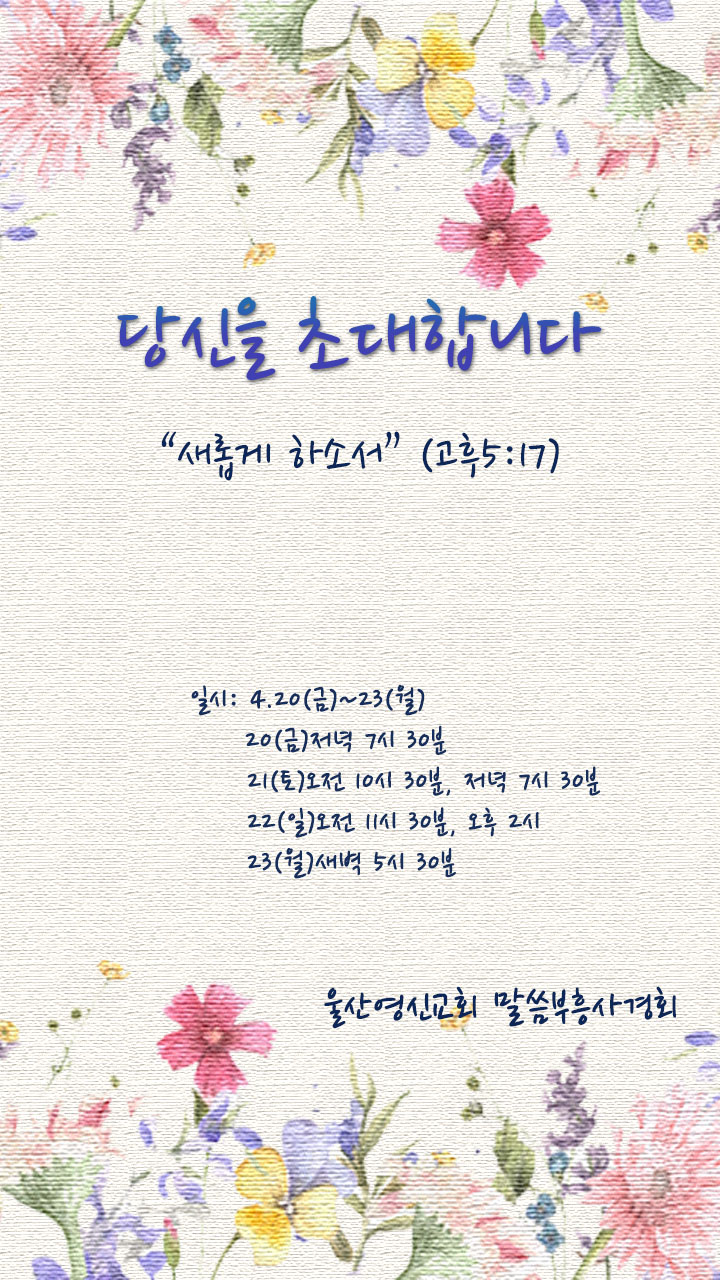 당신을 초대합니다
“새롭게 하소서” (고후5:17)
일시: 4.20(금)~23(월)
20(금)저녁 7시 30분
21(토)오전 10시 30분, 저녁 7시 30분
22(일)오전 11시 30분, 오후 2시
23(월)새벽 5시 30분
울산영신교회 말씀부흥사경회